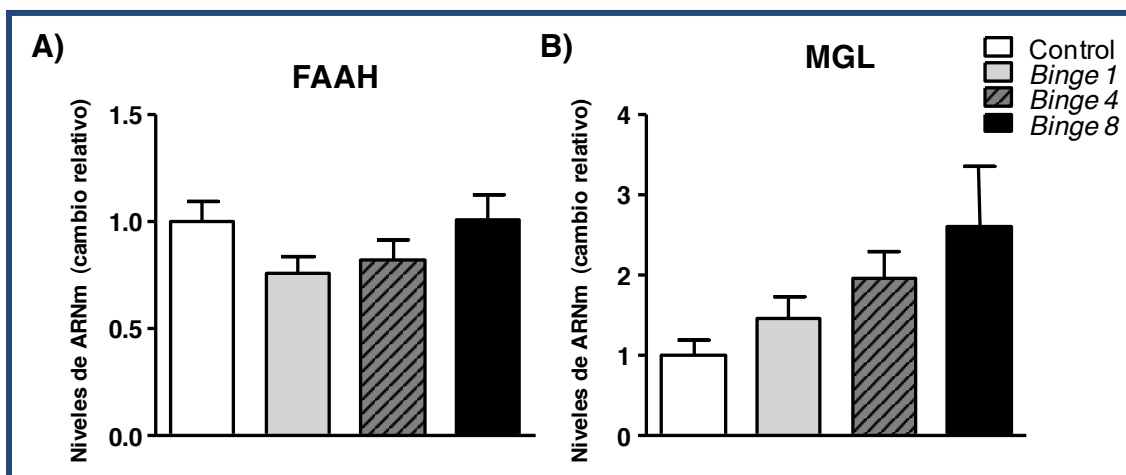 A)
FAAH
Niveles de ARNm (cambio relativo)
1.5
1.0
0.5
0.0
B)
MGL
Niveles de ARNm (cambio relativo)
4
3
2
1
0
Control
Binge 1
Binge 4
Binge 8